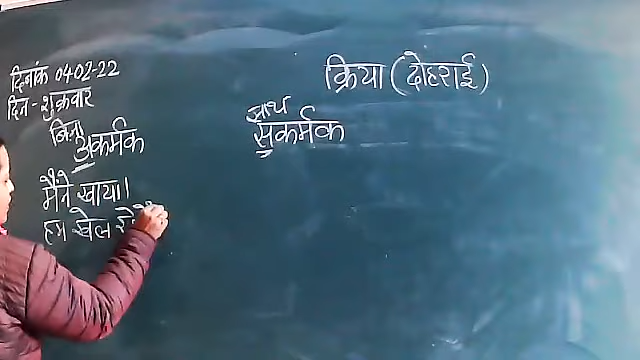 दिनांक 04-02-22
दिन - शुक्रवार
क्रिया (दोहराई)
बिना
अकर्मक
साथ
सकर्मक
मैंने खाया।
हम खेल रहे